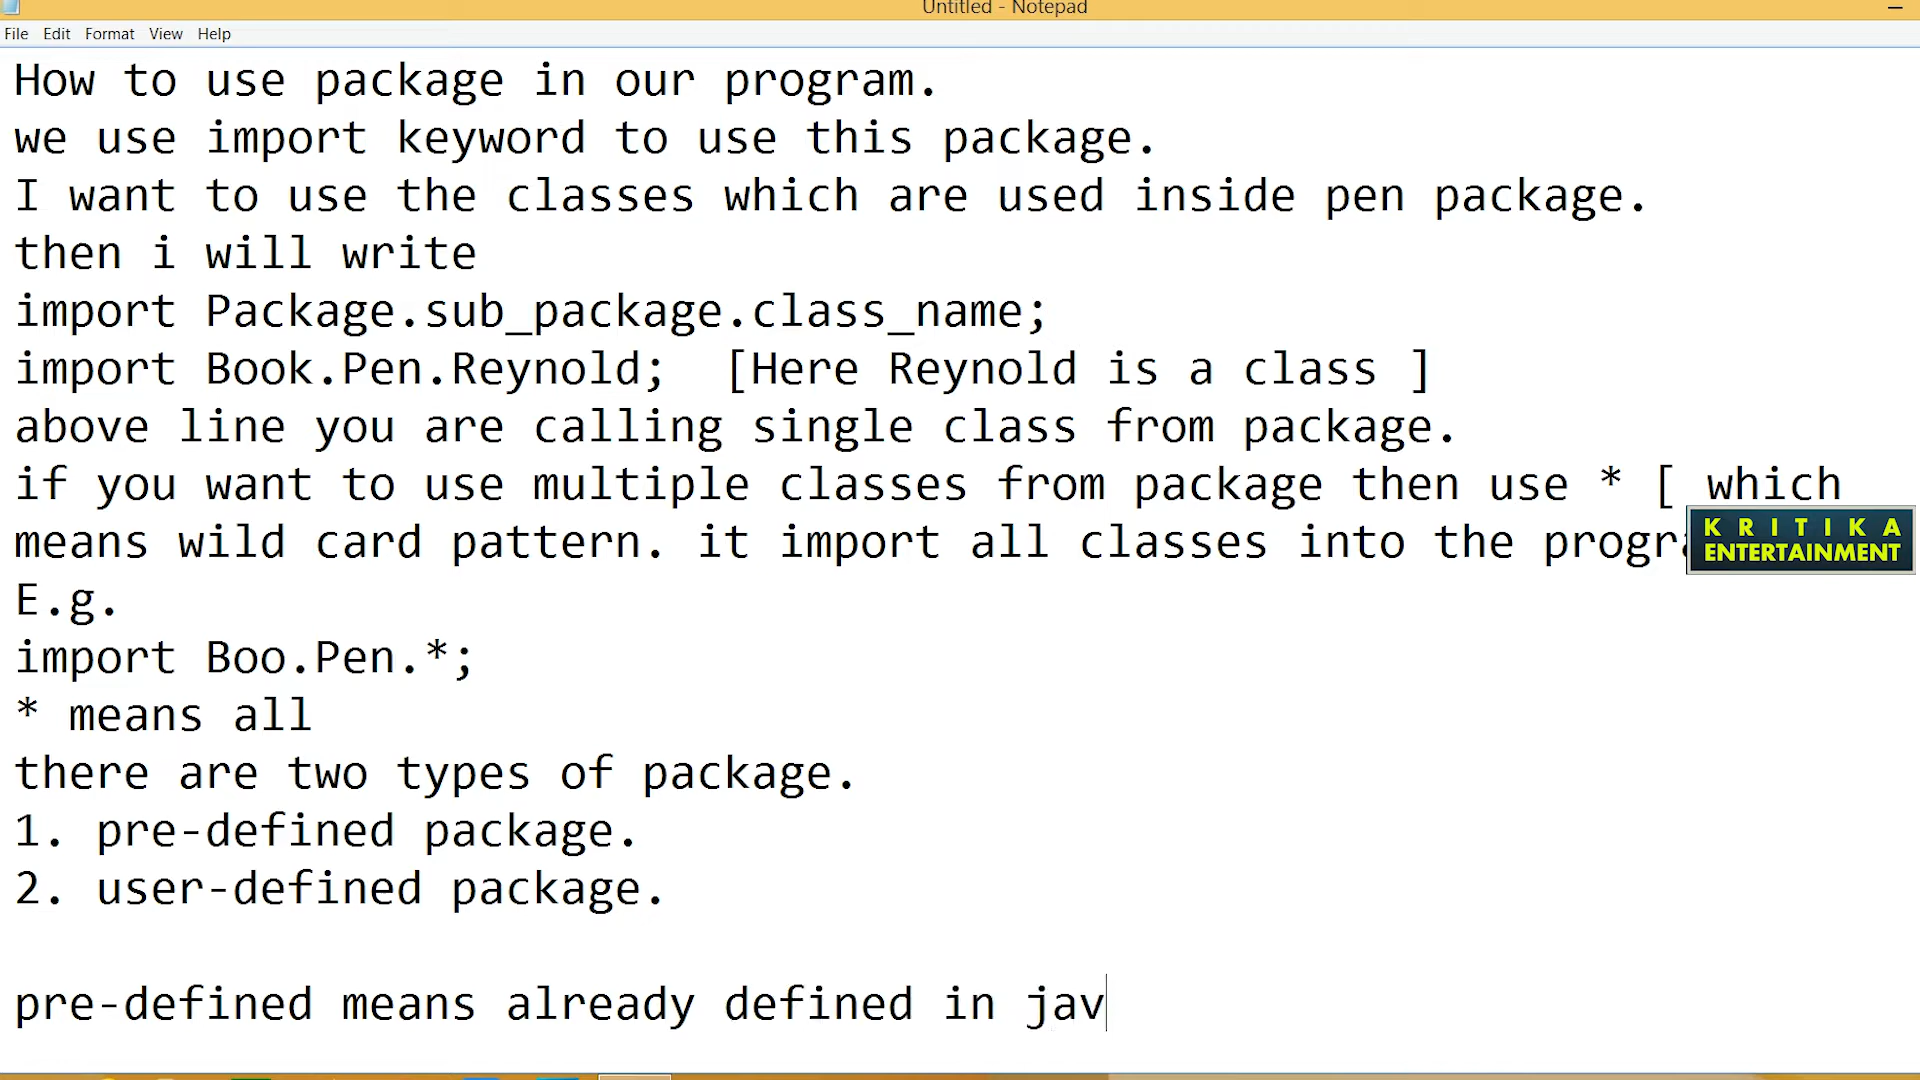 Untitled - Notepad
File Edit Format View Help
How to use package in our program.
we use import keyword to use this package.
I want to use the classes which are used inside pen package.
then i will write
import Package.sub_package.class_name;
import Book.Pen.Reynold;  [Here Reynold is a class ]
above line you are calling single class from package.
if you want to use multiple classes from package then use * [ which
means wild card pattern. it import all classes into the
KRITIKA
ENTERTAINMENT
E.g.
import Boo.Pen.*;
* means all
there are two types of package.
1. pre-defined package.
2. user-defined package.
pre-defined means already defined in jav